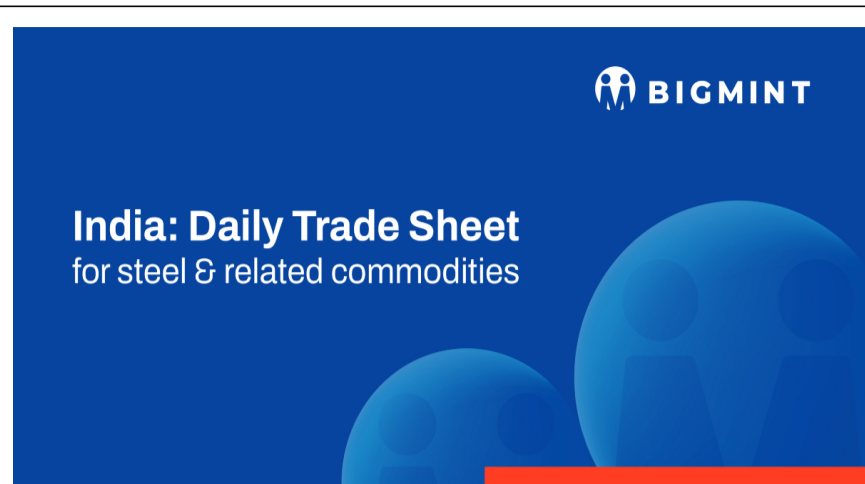 BIGMINT
India: Daily Trade Sheet
for steel & related commodities